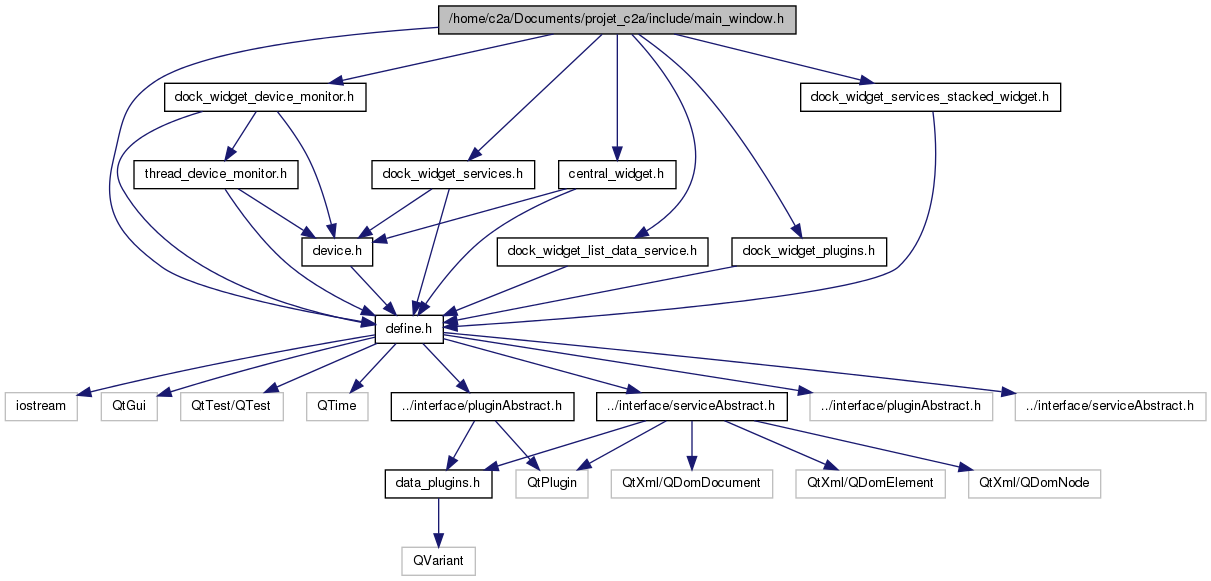 /home/c2a/Documents/projet_c2a/include/main_window.h
dock_widget_device_monitor.h
dock_widget_services_stacked_widget.h
thread_device_monitor.h
dock_widget_services.h
central_widget.h
device.h
dock_widget_list_data_service.h
dock_widget_plugins.h
define.h
iostream
QtGui
QtTest/QTest
QTime
../interface/pluginAbstract.h
../interface/serviceAbstract.h
../interface/pluginAbstract.h
../interface/serviceAbstract.h
data_plugins.h
QtPlugin
QtXml/QDomDocument
QtXml/QDomElement
QtXml/QDomNode
QVariant